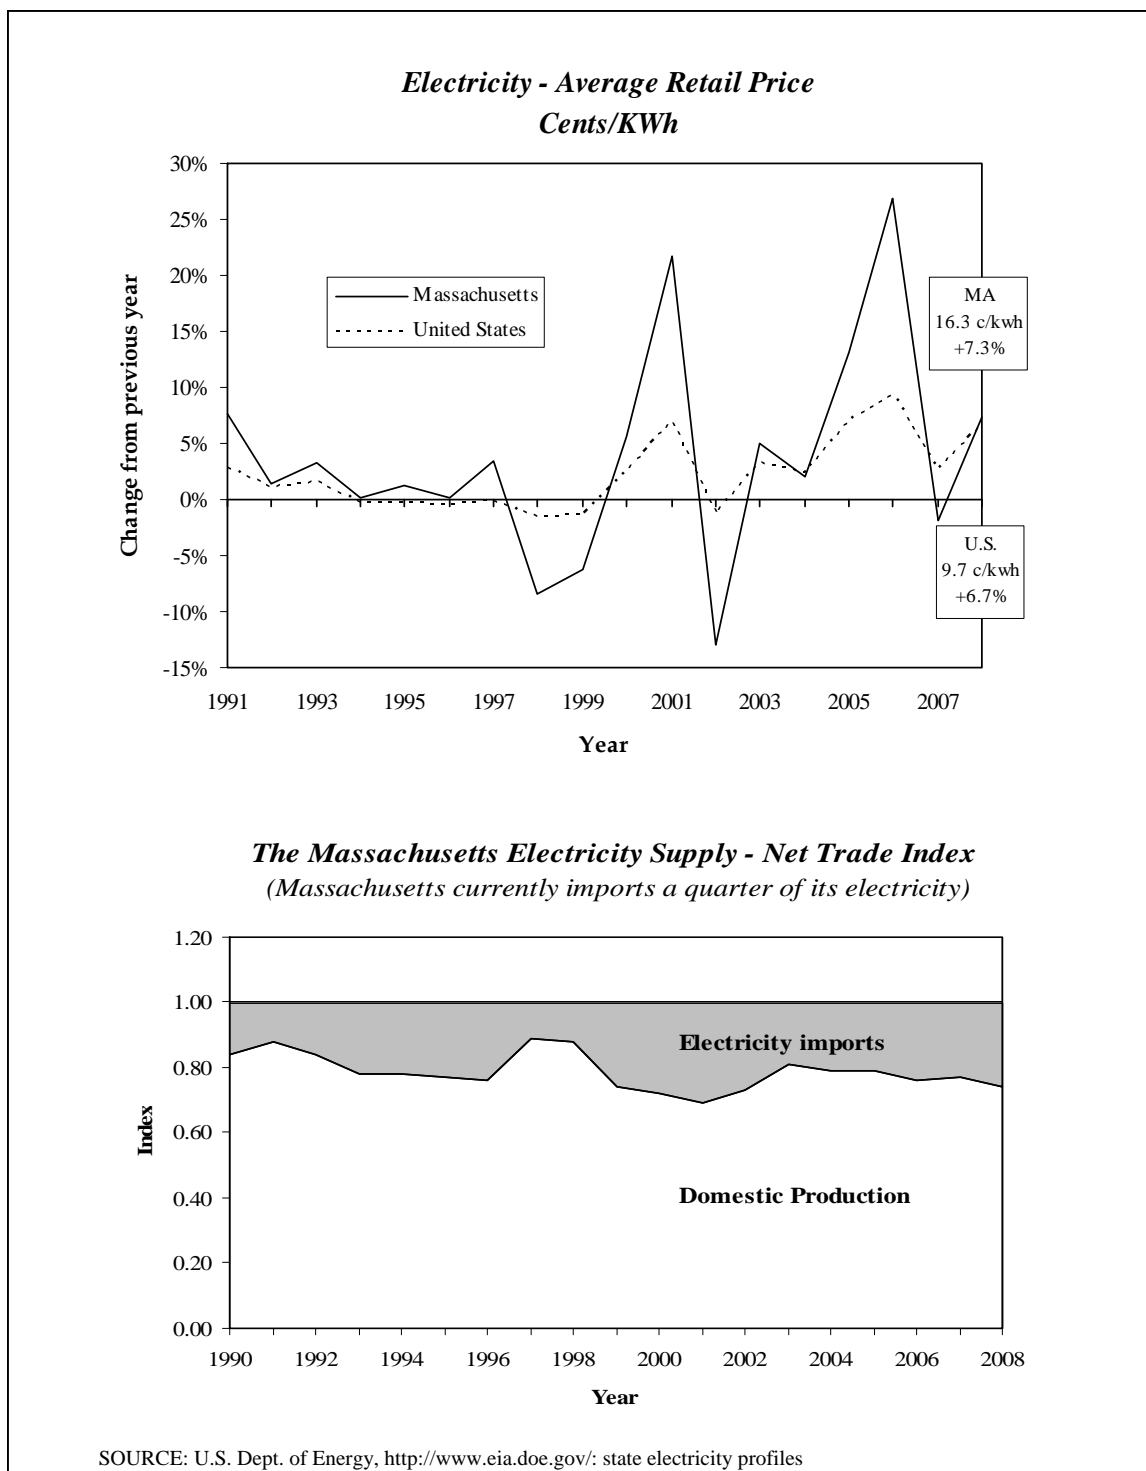 Electricity - Average Retail Price
Cents/KWh
30%
25%
20%
15%
10%
5%
0%
-5%
-10%
-15%
Change from previous year
Massachusetts
United States
MA
16.3 c/kwh
+7.3%
U.S.
9.7 c/kwh
+6.7%
1991 1993 1995 1997 1999 2001 2003 2005 2007
Year
The Massachusetts Electricity Supply - Net Trade Index
(Massachusetts currently imports a quarter of its electricity)
1.20
1.00
0.80
0.60
0.40
0.20
0.00
Index
Electricity imports
Domestic Production
1990 1992 1994 1996 1998 2000 2002 2004 2006 2008
Year
SOURCE: U.S. Dept. of Energy, http://www.eia.doe.gov/: state electricity profiles